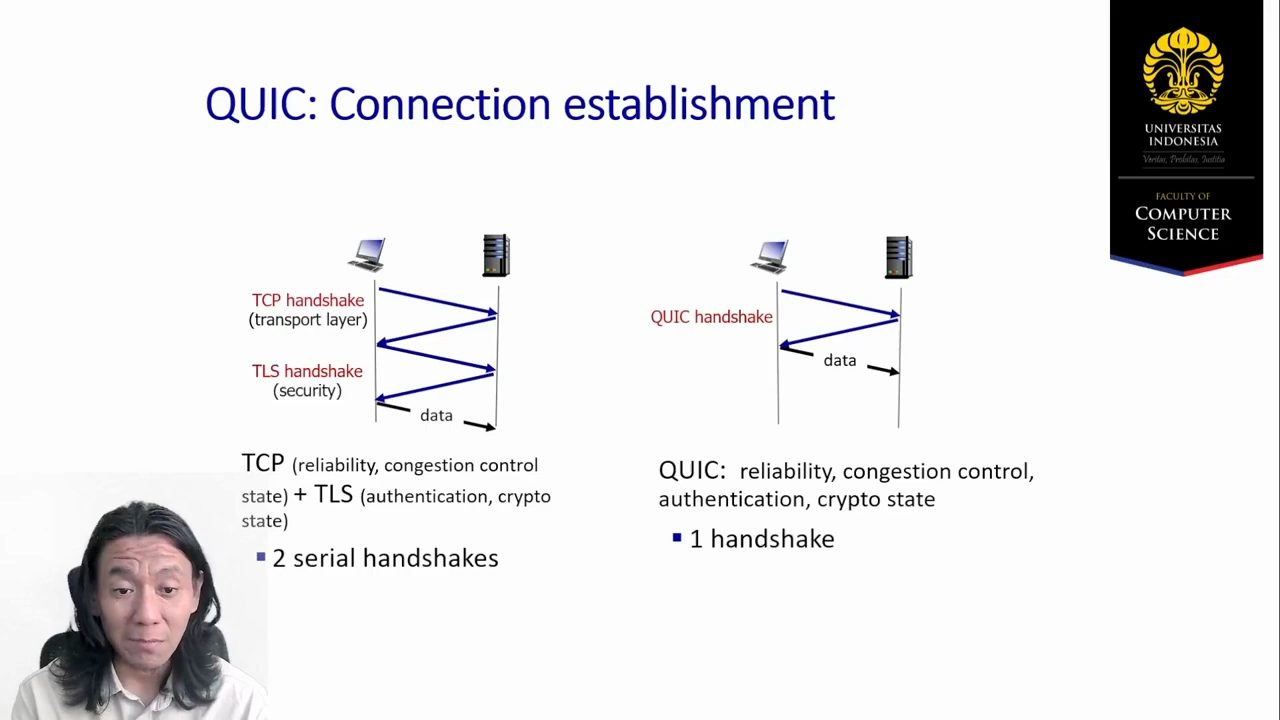 QUIC: Connection establishment
UNIVERSITAS
INDONESIA
Veritas, Probitas, Iustitia
FACULTY OF
COMPUTER
SCIENCE
TCP handshake
(transport layer)
TLS handshake
(security)
data
TCP (reliability, congestion control
state) + TLS (authentication, crypto
state)
▪ 2 serial handshakes
QUIC handshake
data
QUIC: reliability, congestion control,
authentication, crypto state
▪ 1 handshake